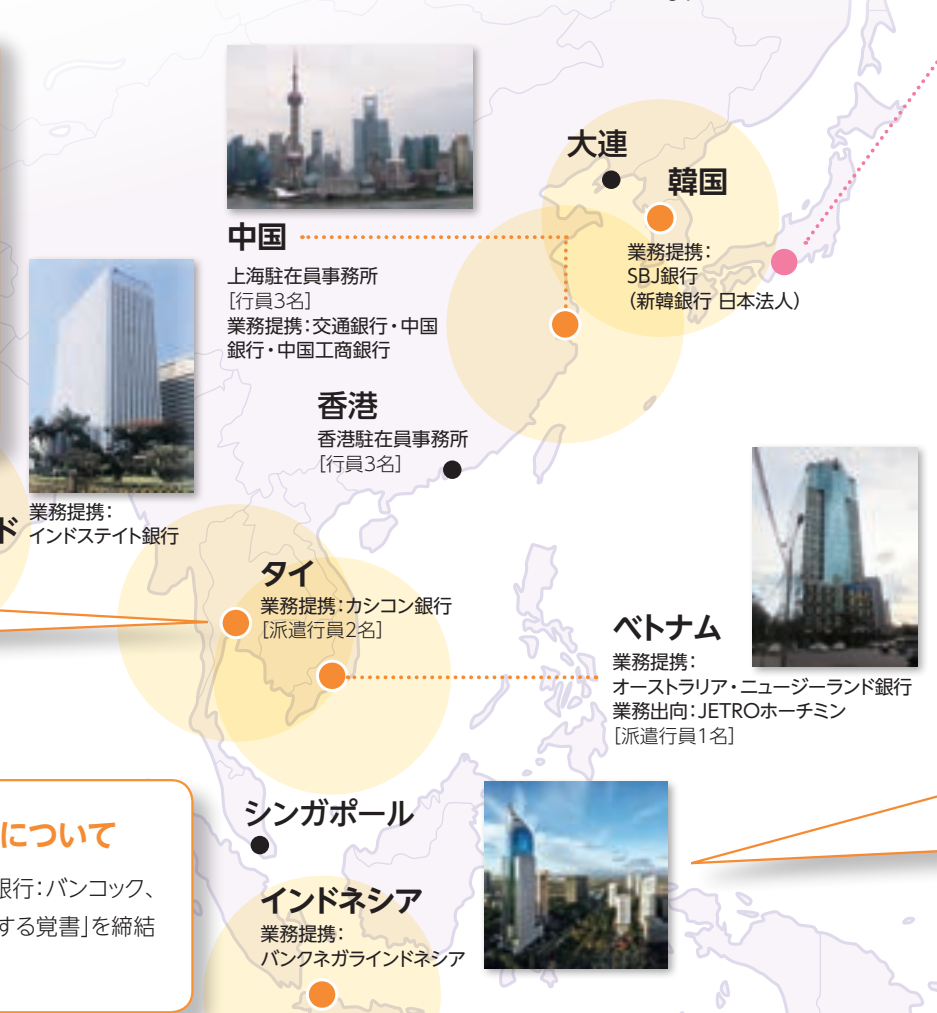 大連
韓国
業務提携：
SBJ銀行
（新韓銀行 日本法人）
中国
上海駐在員事務所
［行員3名］
業務提携：交通銀行・中国
銀行・中国工商銀行
香港
香港駐在員事務所
［行員3名］
ド
業務提携：
インドステイト銀行
タイ
業務提携：カシコン銀行
［派遣行員2名］
ベトナム
業務提携：
オーストラリア・ニュージーランド銀行
業務出向：JETROホーチミン
［派遣行員1名］
シンガポール
インドネシア
業務提携：
バンクネガラインドネシア
について
銀行：バンコック、
する覚書」を締結